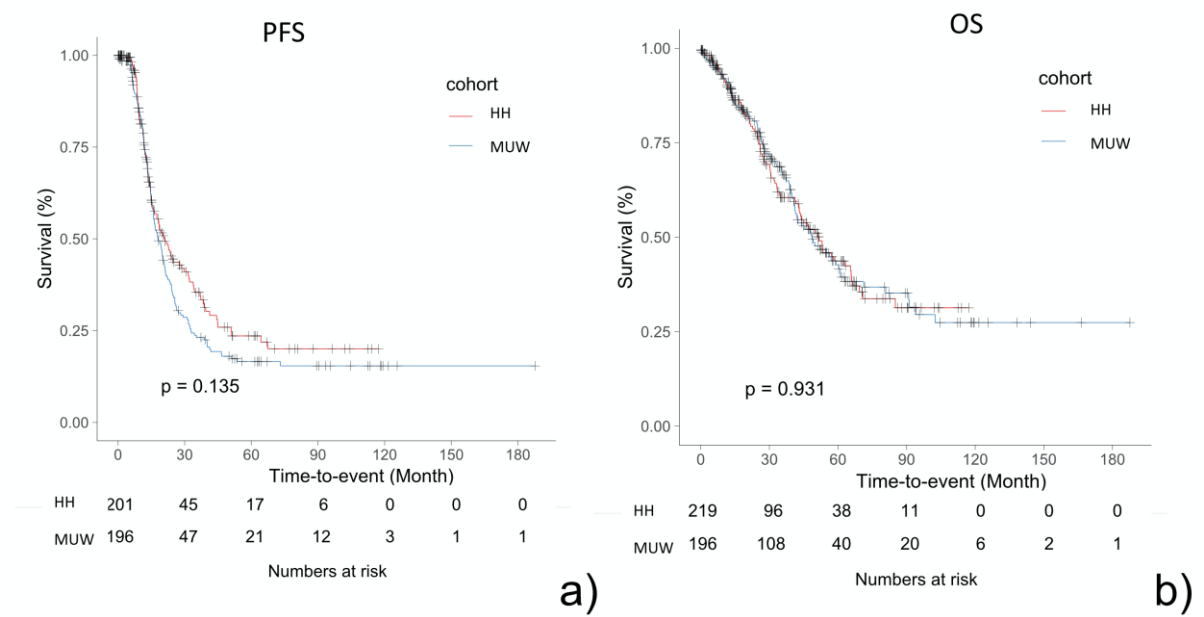 PFS
1.00
0.75
0.50
0.25
0.00
Survival (%)
cohort
HH
MUW
p = 0.135
0 30 60 90 120 150 180
Time-to-event (Month)
HH 201 45 17 6 0 0 0
MUW 196 47 21 12 3 1 1
Numbers at risk
a)
OS
1.00
0.75
0.50
0.25
0.00
Survival (%)
cohort
HH
MUW
p = 0.931
0 30 60 90 120 150 180
Time-to-event (Month)
HH 219 96 38 11 0 0 0
MUW 196 108 40 20 6 2 1
Numbers at risk
b)